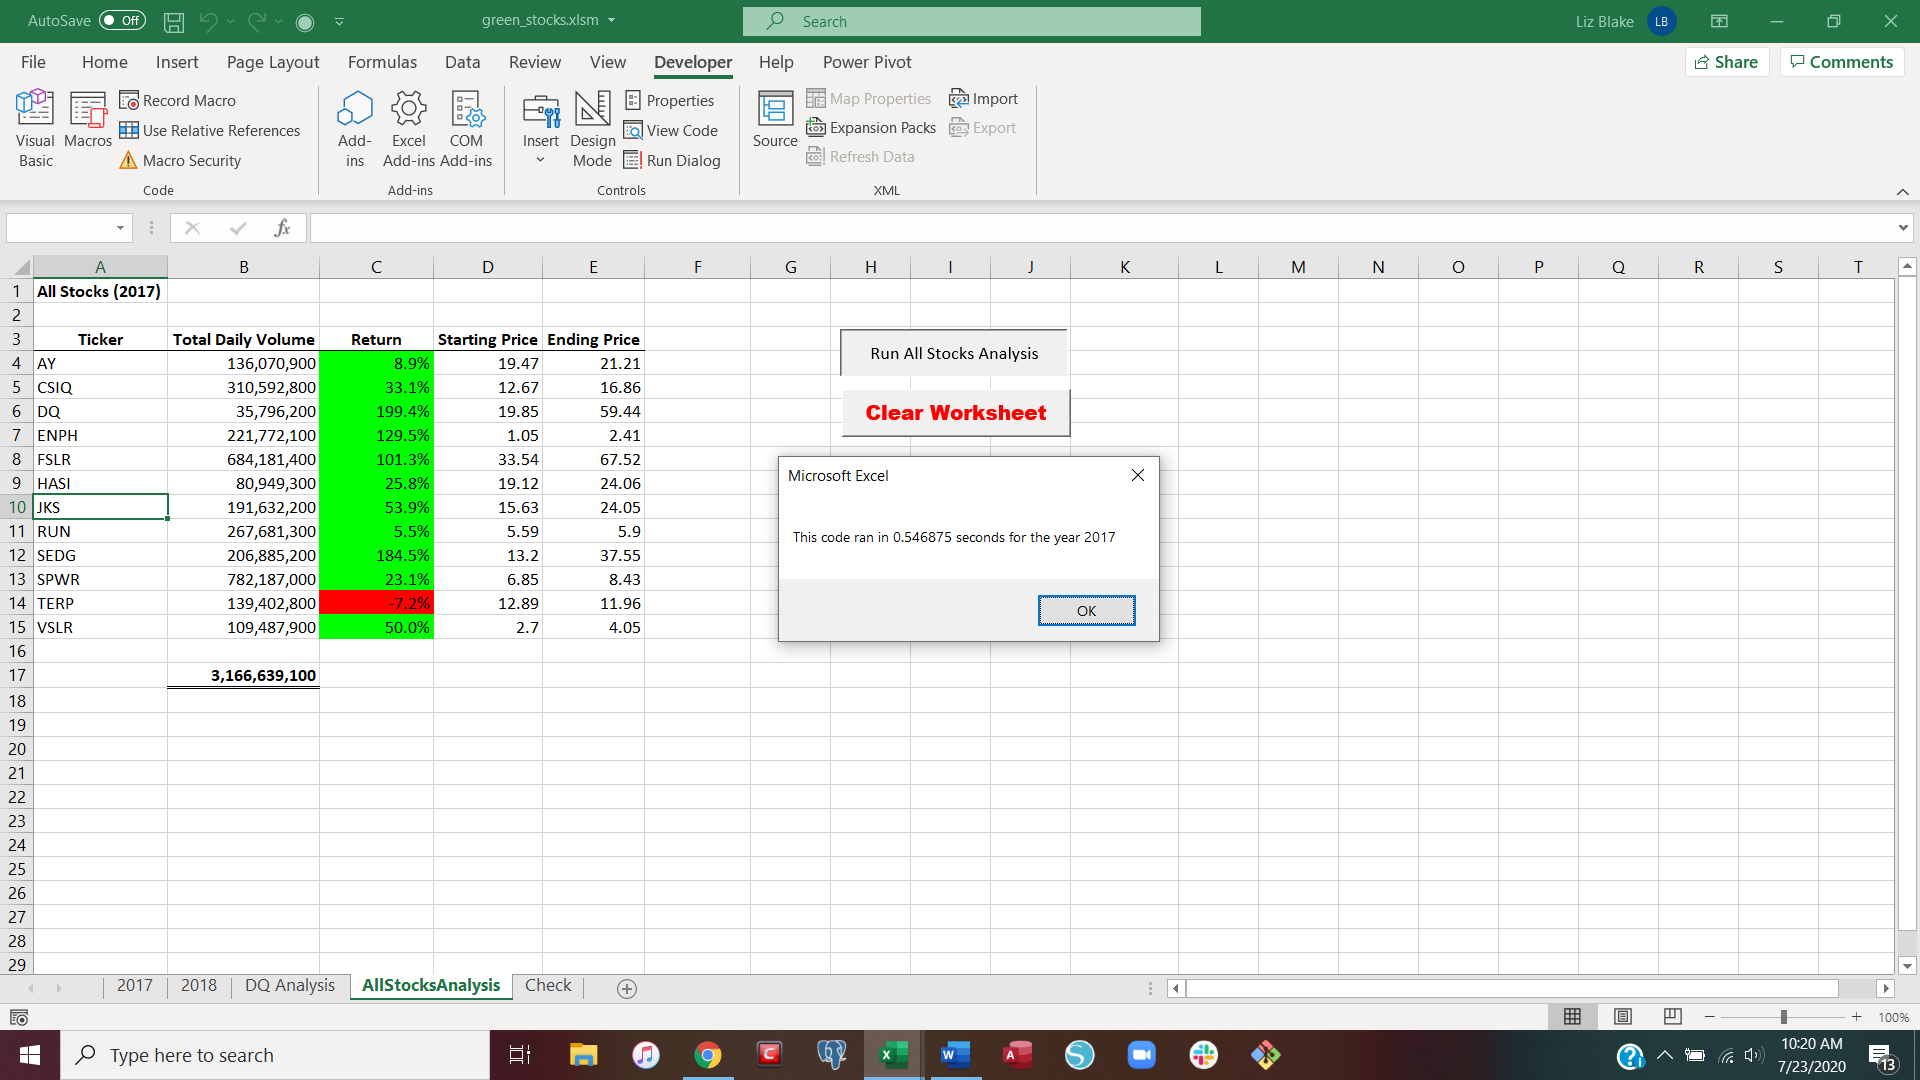 AutoSave Off green_stocks.xlsm Search Liz Blake LB
File Home Insert Page Layout Formulas Data Review View Developer Help Power Pivot Share Comments
Visual Basic
Macros
Record Macro
Use Relative References
Macro Security
Code
Add-ins
Excel Add-ins
COM Add-ins
Add-ins
Insert
Design Mode
Properties
View Code
Run Dialog
Controls
Source
Map Properties
Expansion Packs
Refresh Data
Import
Export
XML
fx
A B C D E F G H I J K L M N O P Q R S T
1 All Stocks (2017)
2
3 Ticker Total Daily Volume Return Starting Price Ending Price
4 AY 136,070,900 8.9% 19.47 21.21
5 CSIQ 310,592,800 33.1% 12.67 16.86
6 DQ 35,796,200 199.4% 19.85 59.44
7 ENPH 221,772,100 129.5% 1.05 2.41
8 FSLR 684,181,400 101.3% 33.54 67.52
9 HASI 80,949,300 25.8% 19.12 24.06
10 JKS 191,632,200 53.9% 15.63 24.05
11 RUN 267,681,300 5.5% 5.59 5.9
12 SEDG 206,885,200 184.5% 13.2 37.55
13 SPWR 782,187,000 23.1% 6.85 8.43
14 TERP 139,402,800 -7.2% 12.89 11.96
15 VSLR 109,487,900 50.0% 2.7 4.05
16
17 3,166,639,100
18
19
20
21
22
23
24
25
26
27
28
29
Run All Stocks Analysis
Clear Worksheet
Microsoft Excel
This code ran in 0.546875 seconds for the year 2017
OK
2017 2018 DQ Analysis AllStocksAnalysis Check
100%
Type here to search
10:20 AM
7/23/2020
13